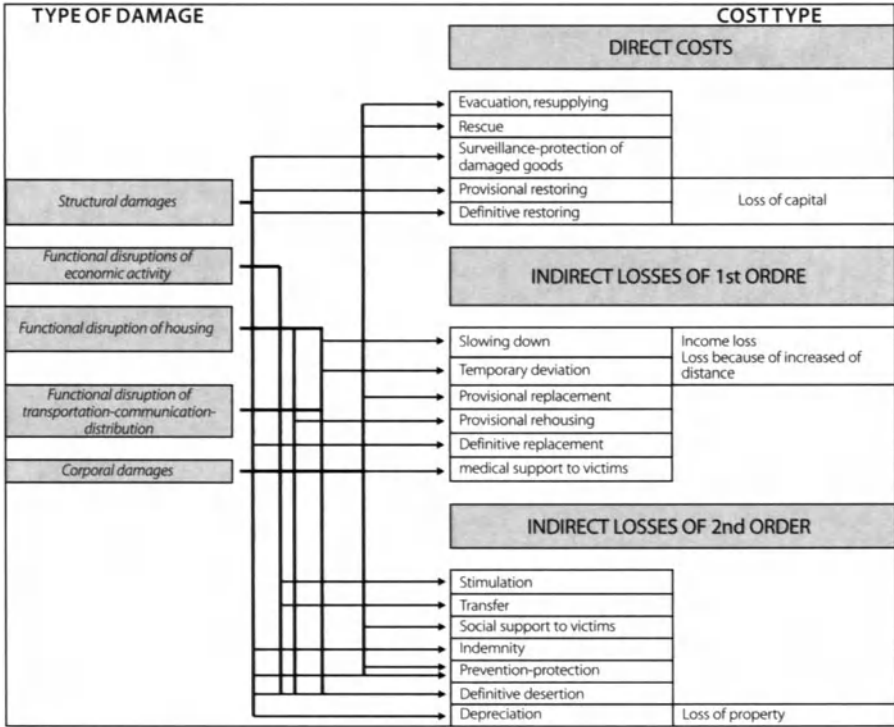 TYPE OF DAMAGE
COST TYPE
DIRECT COSTS
Evacuation, resupplying
Rescue
Surveillance-protection of
damaged goods
Provisional restoring
Loss of capital
Definitive restoring
Structural damages
Functional disruptions of
economic activity
Functional disruption of housing
Functional disruption of
transportation-communication-
distribution
Corporal damages
INDIRECT LOSSES OF 1st ORDRE
Slowing down
Income loss
Loss because of increased of
distance
Temporary deviation
Provisional replacement
Provisional rehousing
Definitive replacement
medical support to victims
INDIRECT LOSSES OF 2nd ORDER
Stimulation
Transfer
Social support to victims
Indemnity
Prevention-protection
Definitive desertion
Depreciation
Loss of property